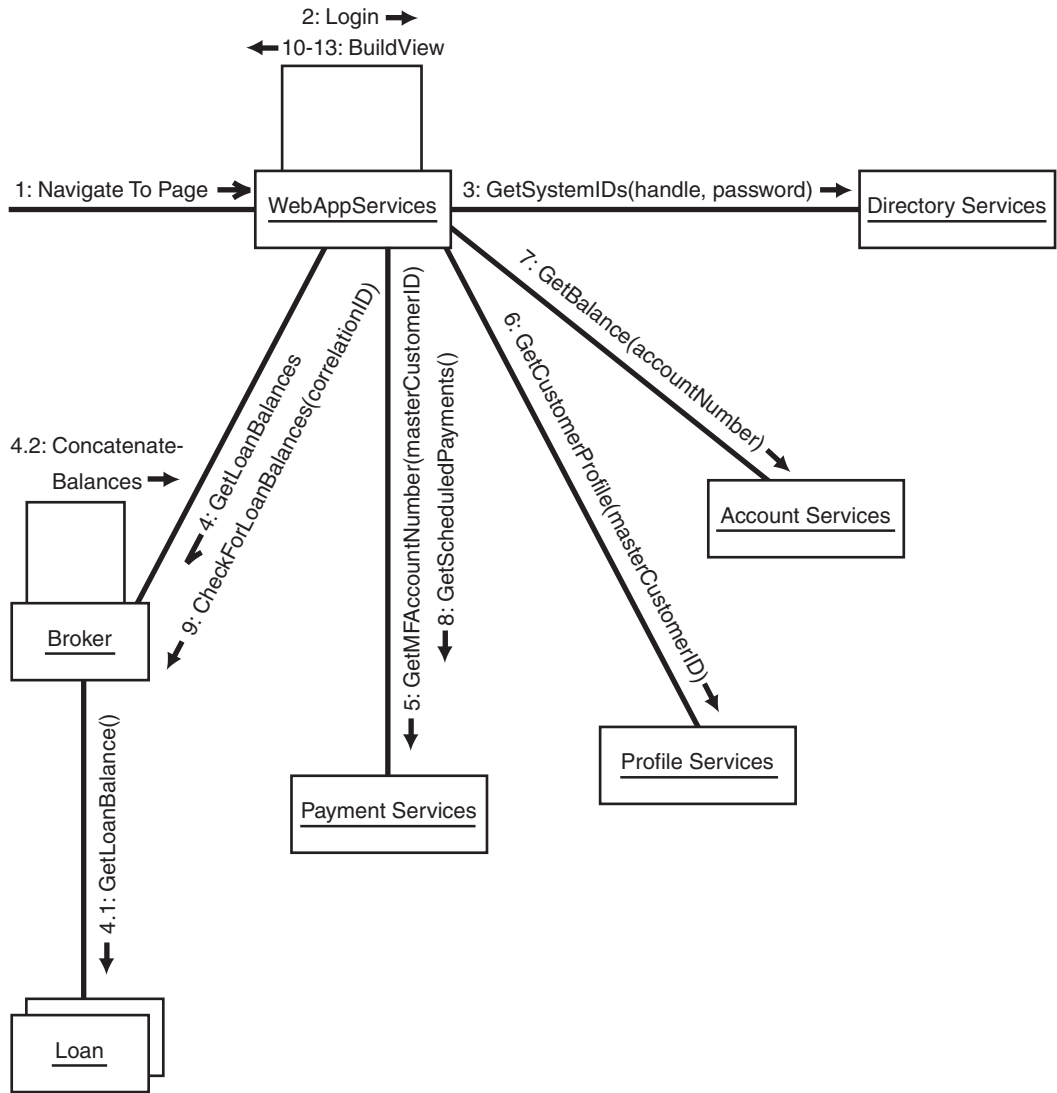 2: Login
10-13: BuildView
1: Navigate To Page
WebAppServices
3: GetSystemIDs(handle, password)
Directory Services
7: GetBalance(accountNumber)
6: GetCustomerProfile(masterCustomerID)
4: GetLoanBalances
9: CheckForLoanBalances(correlationID)
5: GetMFAccountNumber(masterCustomerID)
8: GetScheduledPayments()
4.2: Concatenate-
Balances
Account Services
Broker
Profile Services
Payment Services
4.1: GetLoanBalance()
Loan